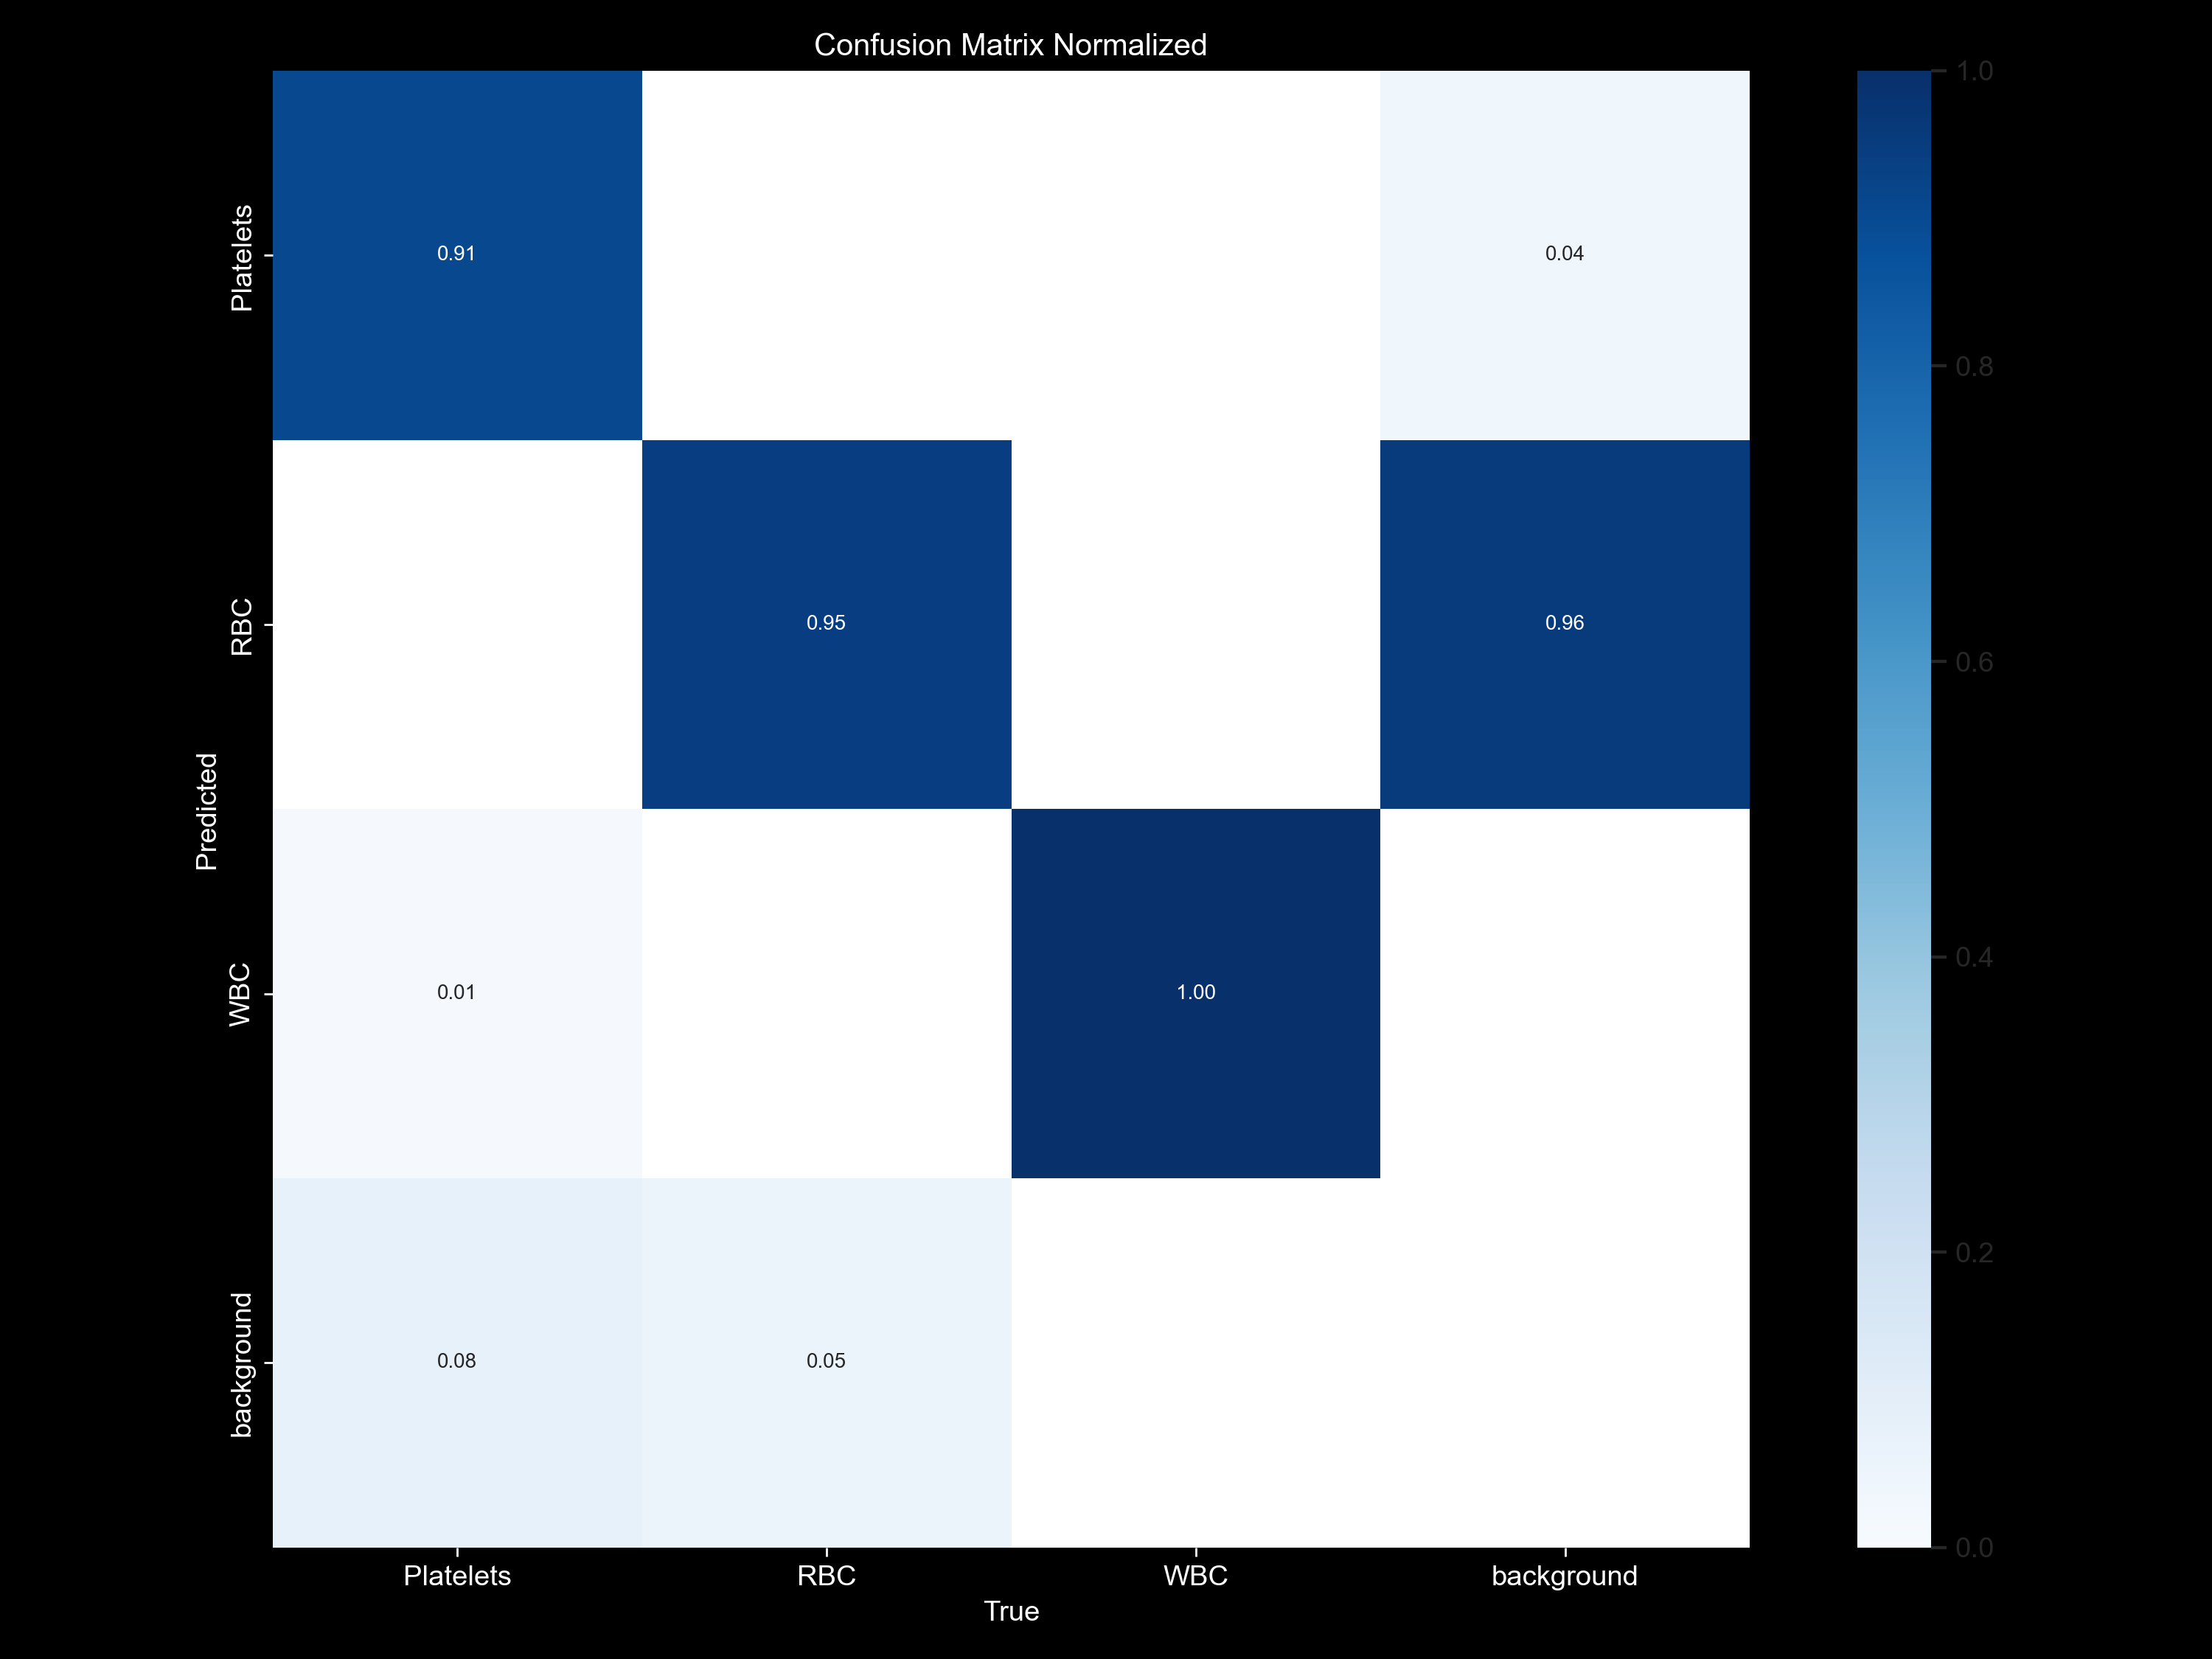 Confusion Matrix Normalized
Platelets
0.91
0.04
RBC
0.95
0.96
Predicted
WBC
0.01
1.00
background
0.08
0.05
Platelets
RBC
WBC
background
True
1.0
0.8
0.6
0.4
0.2
0.0